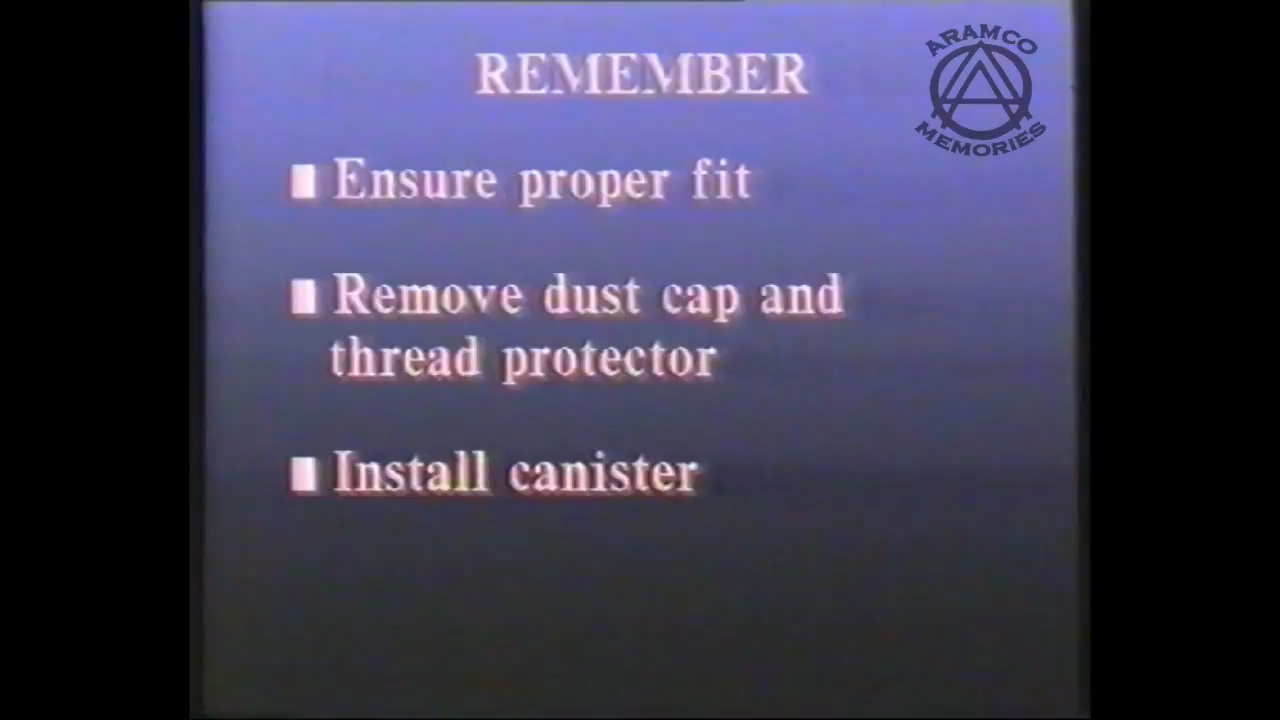 REMEMBER
ARAMCO
MEMORIES
Ensure proper fit
Remove dust cap and
thread protector
Install canister